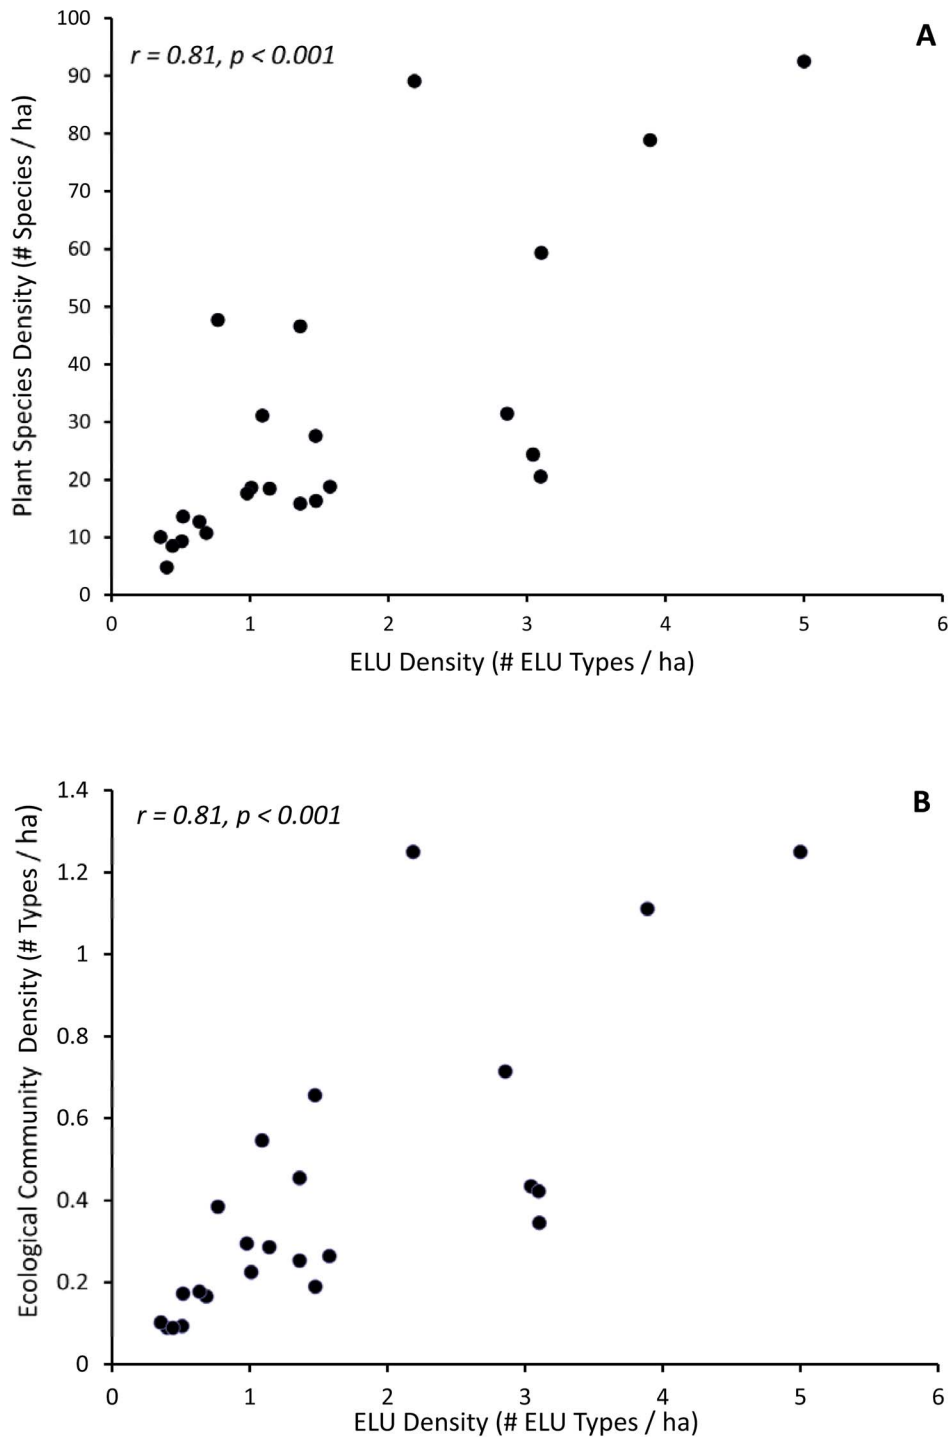 A
r = 0.81, p < 0.001
100
90
80
70
60
50
40
30
20
10
0
Plant Species Density (# Species / ha)
0 1 2 3 4 5 6
ELU Density (# ELU Types / ha)
B
r = 0.81, p < 0.001
1.4
1.2
1
0.8
0.6
0.4
0.2
0
Ecological Community Density (# Types / ha)
0 1 2 3 4 5 6
ELU Density (# ELU Types / ha)